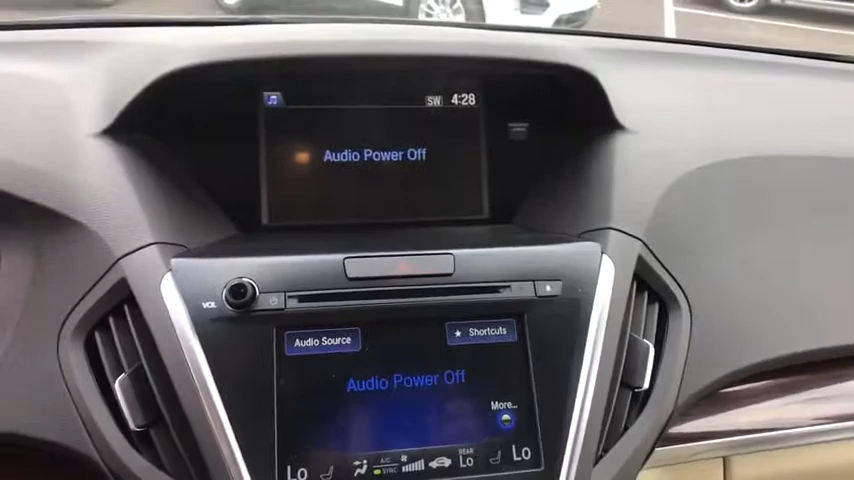 SW 4:28
Audio Power Off
VOL
Audio Source
Shortcuts
Audio Power Off
More...
Lo
A/C
SYNC
REAR
Lo
Lo